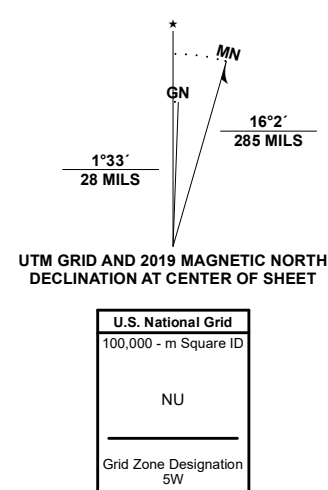 ★
MN
GN
16°2´
285 MILS
1°33´
28 MILS
UTM GRID AND 2019 MAGNETIC NORTH
DECLINATION AT CENTER OF SHEET
U.S. National Grid
100,000 - m Square ID
NU
Grid Zone Designation
5W